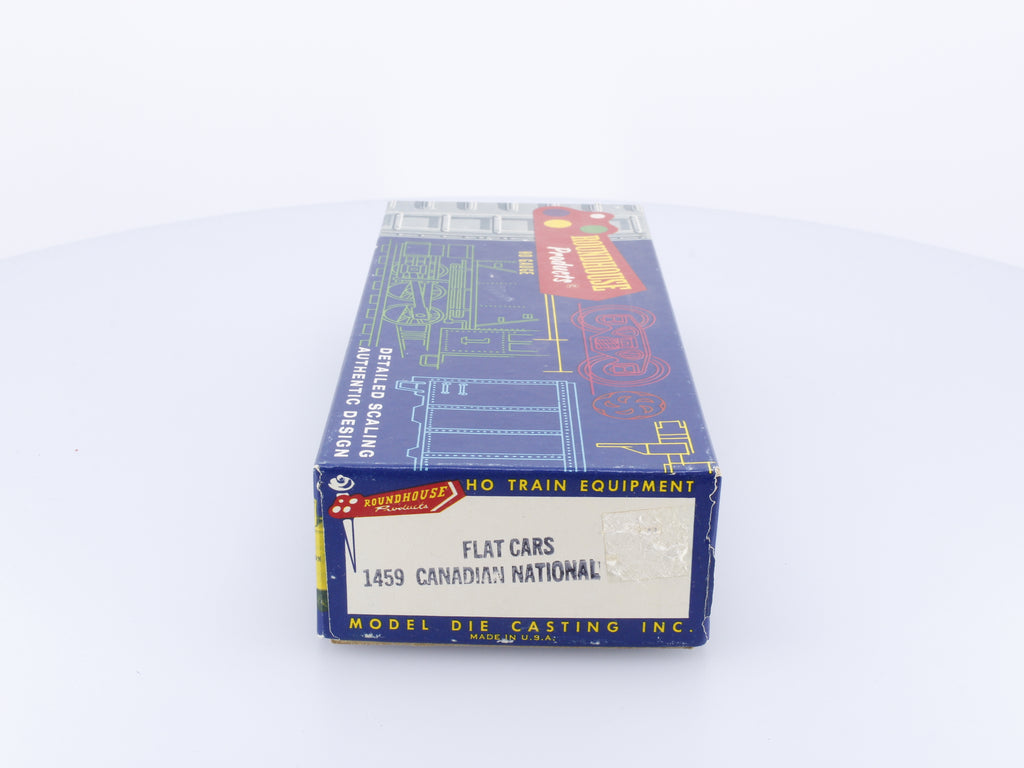 ROUNDHOUSE
Products
HO GAUGE
DETAILED SCALING
AUTHENTIC DESIGN
ROUNDHOUSE
Products
HO TRAIN EQUIPMENT
FLAT CARS
1459 CANADIAN NATIONAL
MODEL DIE CASTING INC.
MADE IN U.S.A.